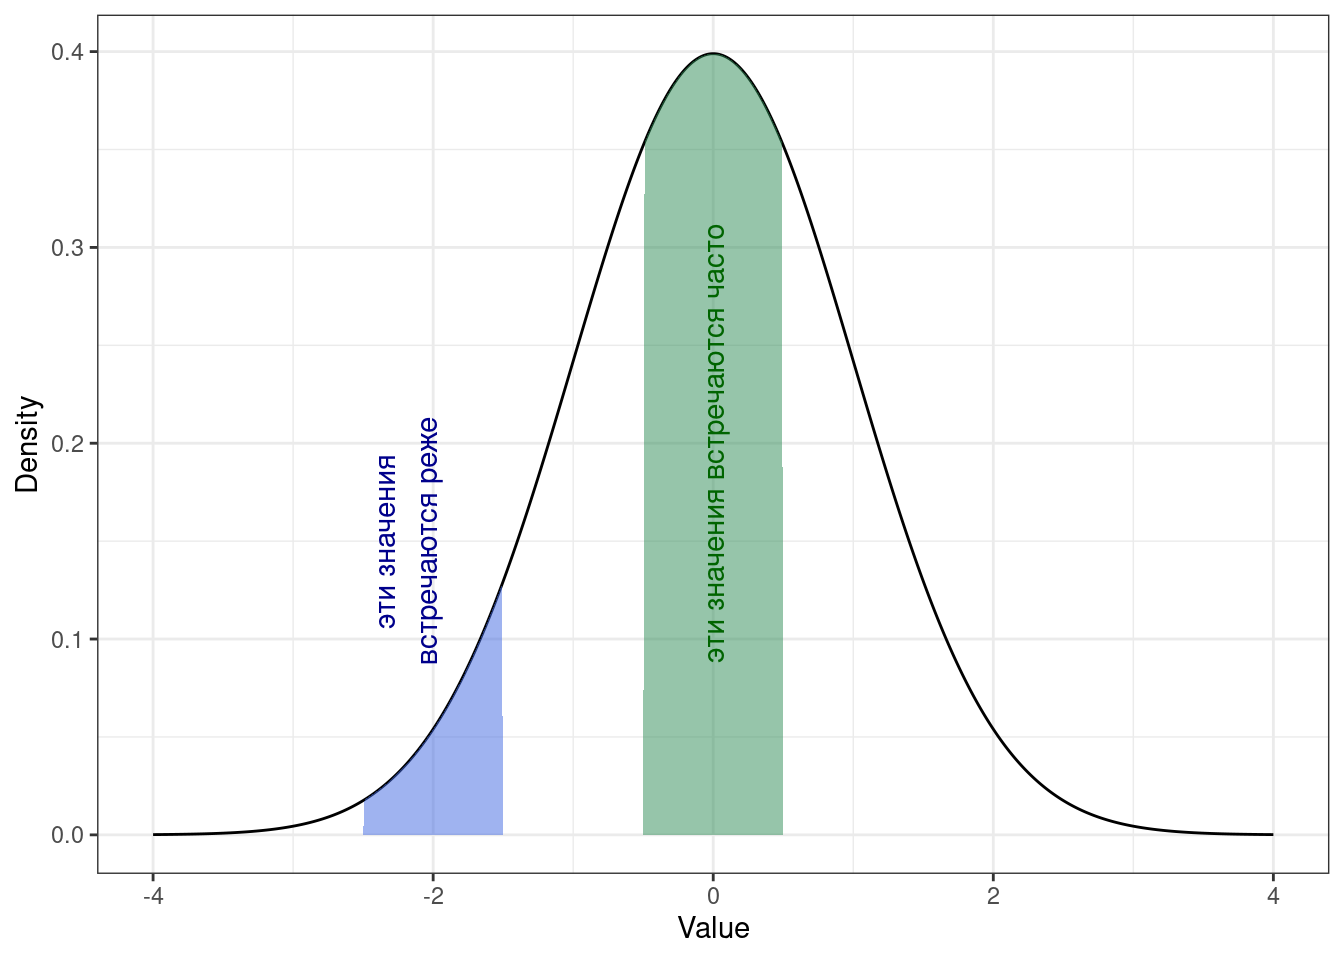 0.4
0.3
0.2
0.1
0.0
Density
эти значения
встречаются реже
эти значения встречаются часто
-4
-2
0
2
4
Value